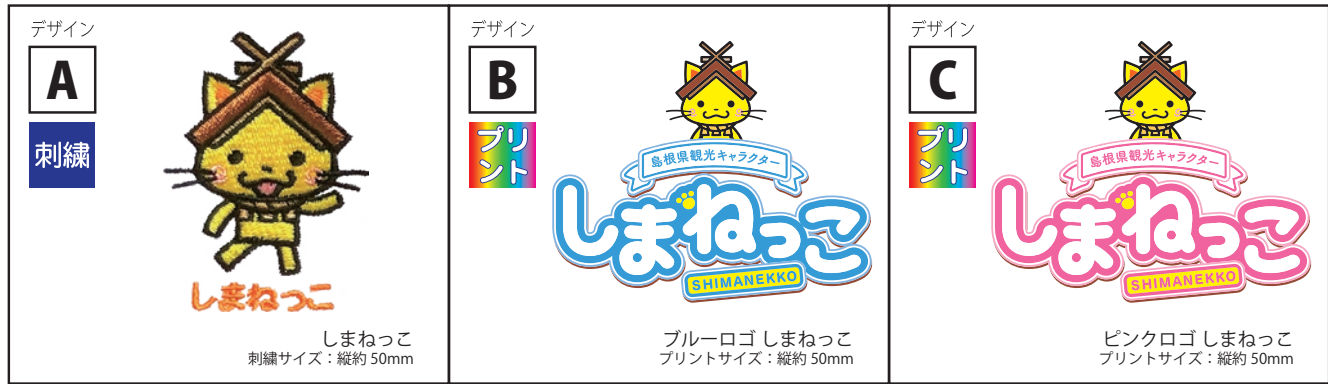 デザイン
A
刺繍
しまねっこ
しまねっこ
刺繍サイズ：縦約 50mm
デザイン
B
プリ
ント
島根県観光キャラクター
しまねっこ
SHIMANEKKO
ブルーロゴ しまねっこ
プリントサイズ：縦約 50mm
デザイン
C
プリ
ント
島根県観光キャラクター
しまねっこ
SHIMANEKKO
ピンクロゴ しまねっこ
プリントサイズ：縦約 50mm